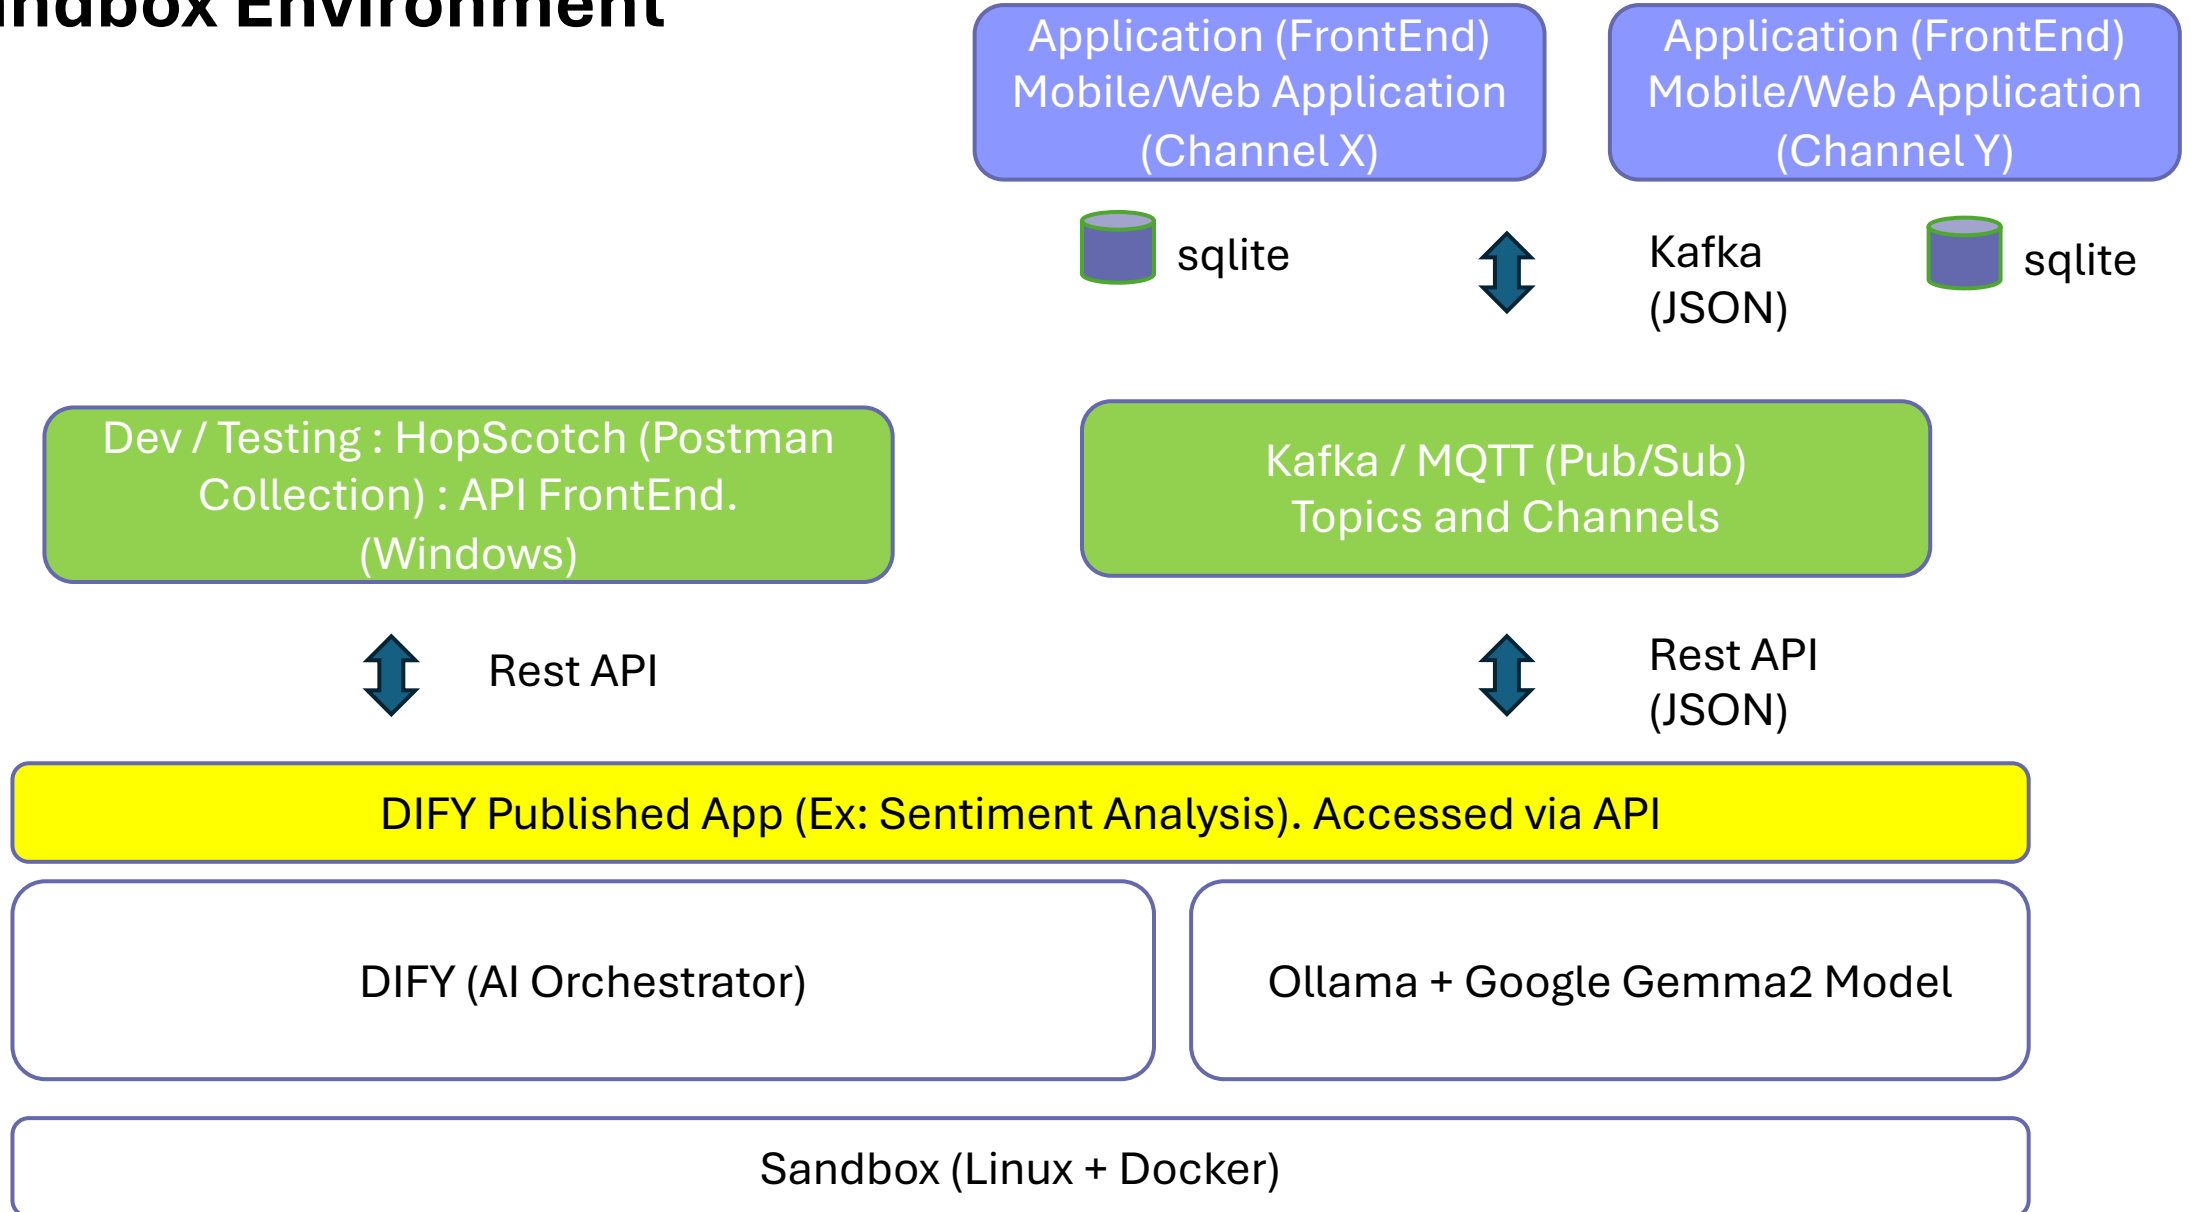 Environment
Application (FrontEnd)
Mobile/Web Application
(Channel X)
Application (FrontEnd)
Mobile/Web Application
(Channel Y)
sqlite
Kafka
(JSON)
sqlite
Dev / Testing : HopScotch (Postman
Collection) : API FrontEnd.
(Windows)
Kafka / MQTT (Pub/Sub)
Topics and Channels
Rest API
Rest API
(JSON)
DIFY Published App (Ex: Sentiment Analysis). Accessed via API
DIFY (AI Orchestrator)
Ollama + Google Gemma2 Model
Sandbox (Linux + Docker)